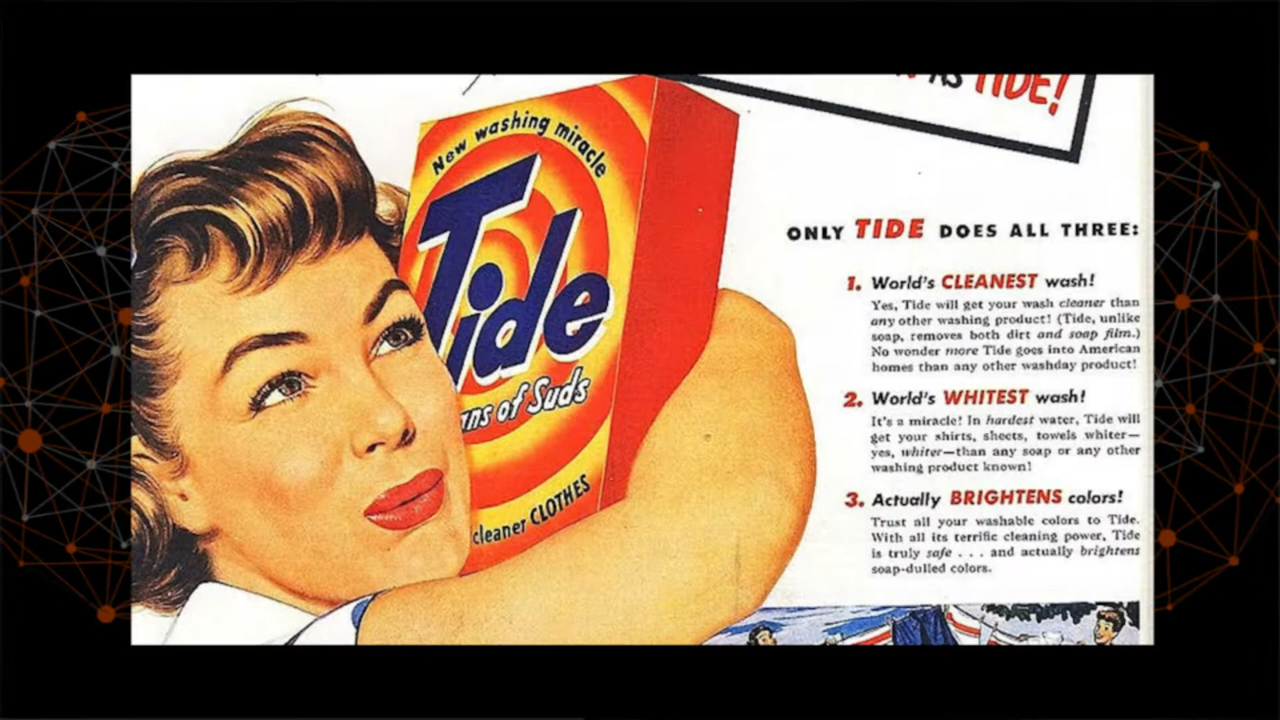 AS TIDE!
New washing miracle
Tide
of Suds
cleaner CLOTHES
ONLY TIDE DOES ALL THREE:
1. World's CLEANEST wash!
Yes, Tide will get your wash cleaner than
any other washing product! (Tide, unlike
soap, removes both dirt and soap film.)
No wonder more Tide goes into American
homes than any other washday product!
2. World's WHITEST wash!
It's a miracle! In hardest water, Tide will
get your shirts, sheets, towels whiter—
yes, whiter—than any soap or any other
washing product known!
3. Actually BRIGHTENS colors!
Trust all your washable colors to Tide.
With all its terrific cleaning power, Tide
is truly safe . . . and actually brightens
soap-dulled colors.